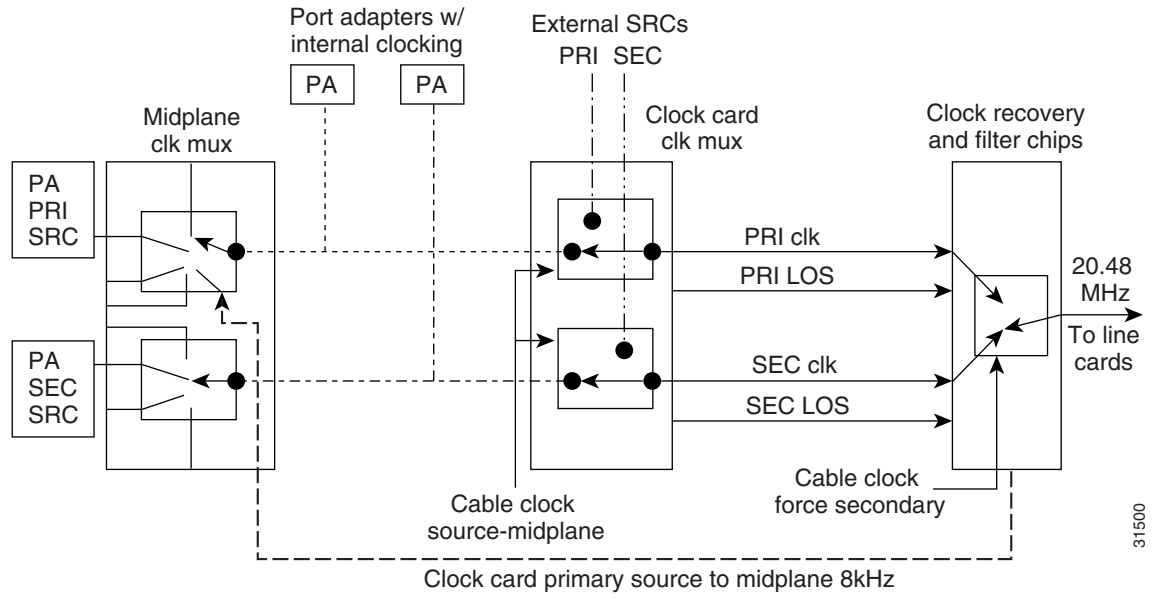 Port adapters w/
internal clocking
External SRCs
PRI SEC
PA
PA
Midplane
clk mux
Clock card
clk mux
Clock recovery
and filter chips
PA
PRI
SRC
PRI clk
PRI LOS
20.48
MHz
To line
cards
PA
SEC
SRC
SEC clk
SEC LOS
Cable clock
source-midplane
Cable clock
force secondary
Clock card primary source to midplane 8kHz
31500